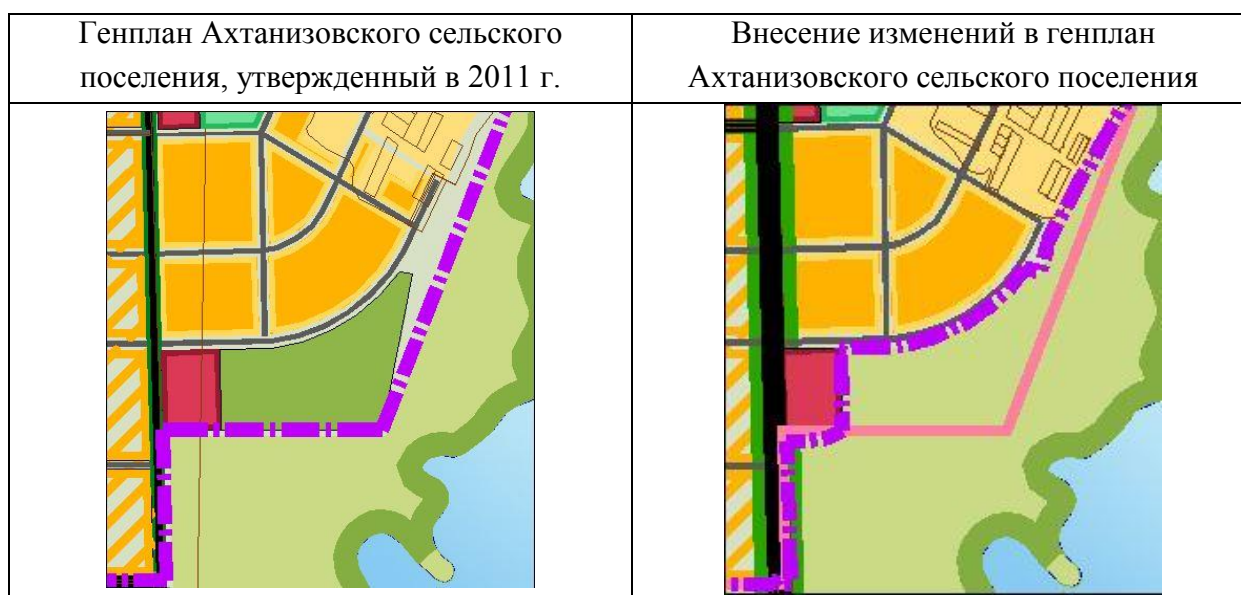 Генплан Ахтанизовского сельского
поселения, утвержденный в 2011 г.
Внесение изменений в генплан
Ахтанизовского сельского поселения